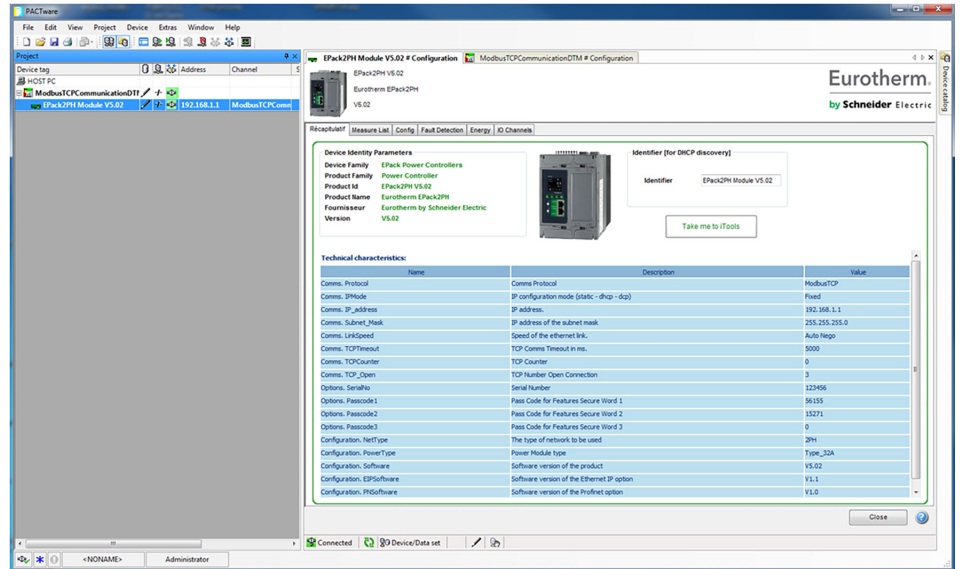 PACTware
File Edit View Project Device Extras Window Help
Project
Device tag Address Channel S
HOST PC
ModbusTCPCommunicationDTM
EPack2PH Module V5.02 192.168.1.1 ModbusTCPComm
EPack2PH Module V5.02 # Configuration ModbusTCPCommunicationDTM # Configuration
EPack2PH V5.02
Eurotherm EPack2PH
V5.02
Eurotherm.
by Schneider Electric
Device catalog
Récapitulatif Measure List Config Fault Detection Energy IO Channels
Device Identity Parameters
Device Family EPack Power Controllers
Product Family Power Controller
Product Id EPack2PH V5.02
Product Name Eurotherm EPack2PH
Fournisseur Eurotherm by Schneider Electric
Version V5.02
Identifier [for DHCP discovery]
Identifier EPack2PH Module V5.02
Take me to iTools
Technical characteristics:
Name Description Value
Comms. Protocol Comms Protocol ModbusTCP
Comms. IPMode IP configuration mode (static - dhcp - dcp) Fixed
Comms. IP_address IP address. 192.168.1.1
Comms. Subnet_Mask IP address of the subnet mask 255.255.255.0
Comms. LinkSpeed Speed of the ethernet link. Auto Nego
Comms. TCPTimeout TCP Comms Timeout in ms. 5000
Comms. TCPCounter TCP Counter 0
Comms. TCP_Open TCP Number Open Connection 3
Options. SerialNo Serial Number 123456
Options. Passcode1 Pass Code for Features Secure Word 1 56155
Options. Passcode2 Pass Code for Features Secure Word 2 15271
Options. Passcode3 Pass Code for Features Secure Word 3 0
Configuration. NetType The type of network to be used 2PH
Configuration. PowerType Power Module type Type_32A
Configuration. Software Software version of the product V5.02
Configuration. EIPSoftware Software version of the Ethernet IP option V1.1
Configuration. PNSoftware Software version of the Profinet option V1.0
Close
Connected Device/Data set
<NONAME> Administrator